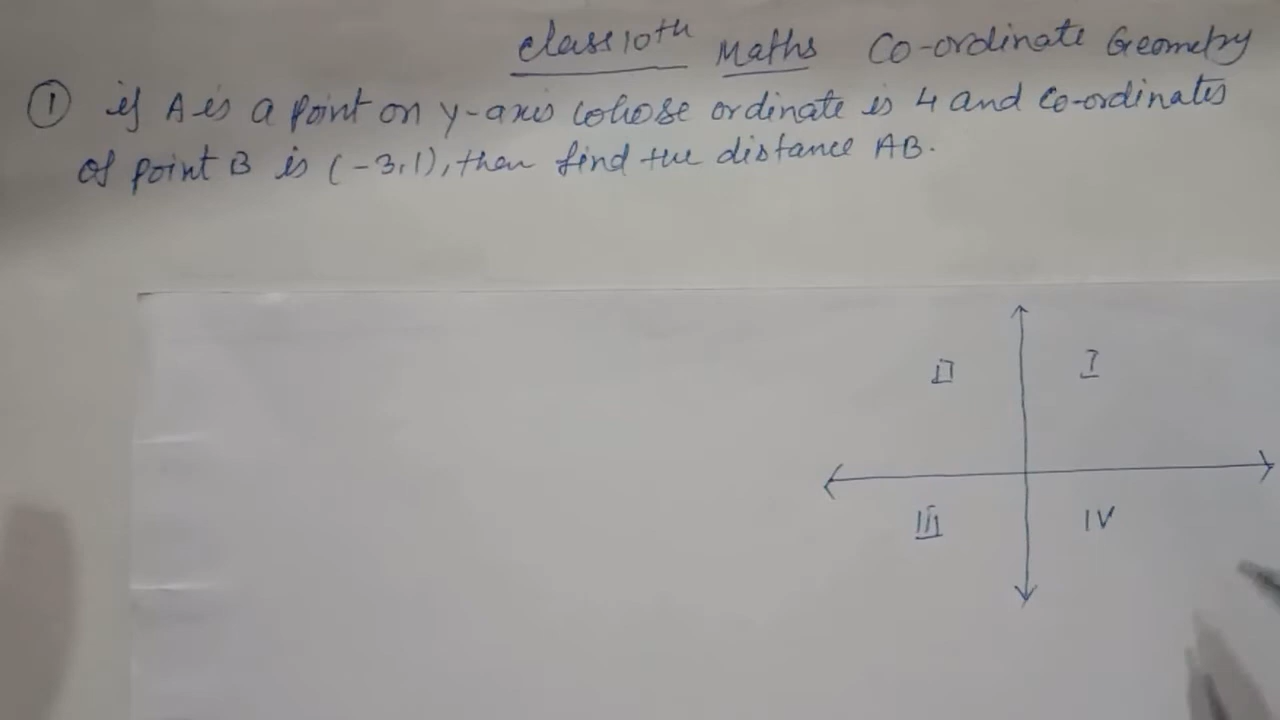 class 10th Maths Co-ordinate Geometry
① if A is a point on y-axis whose ordinate is 4 and Co-ordinates
of point B is (-3,1), then find the distance AB.
II I
III IV